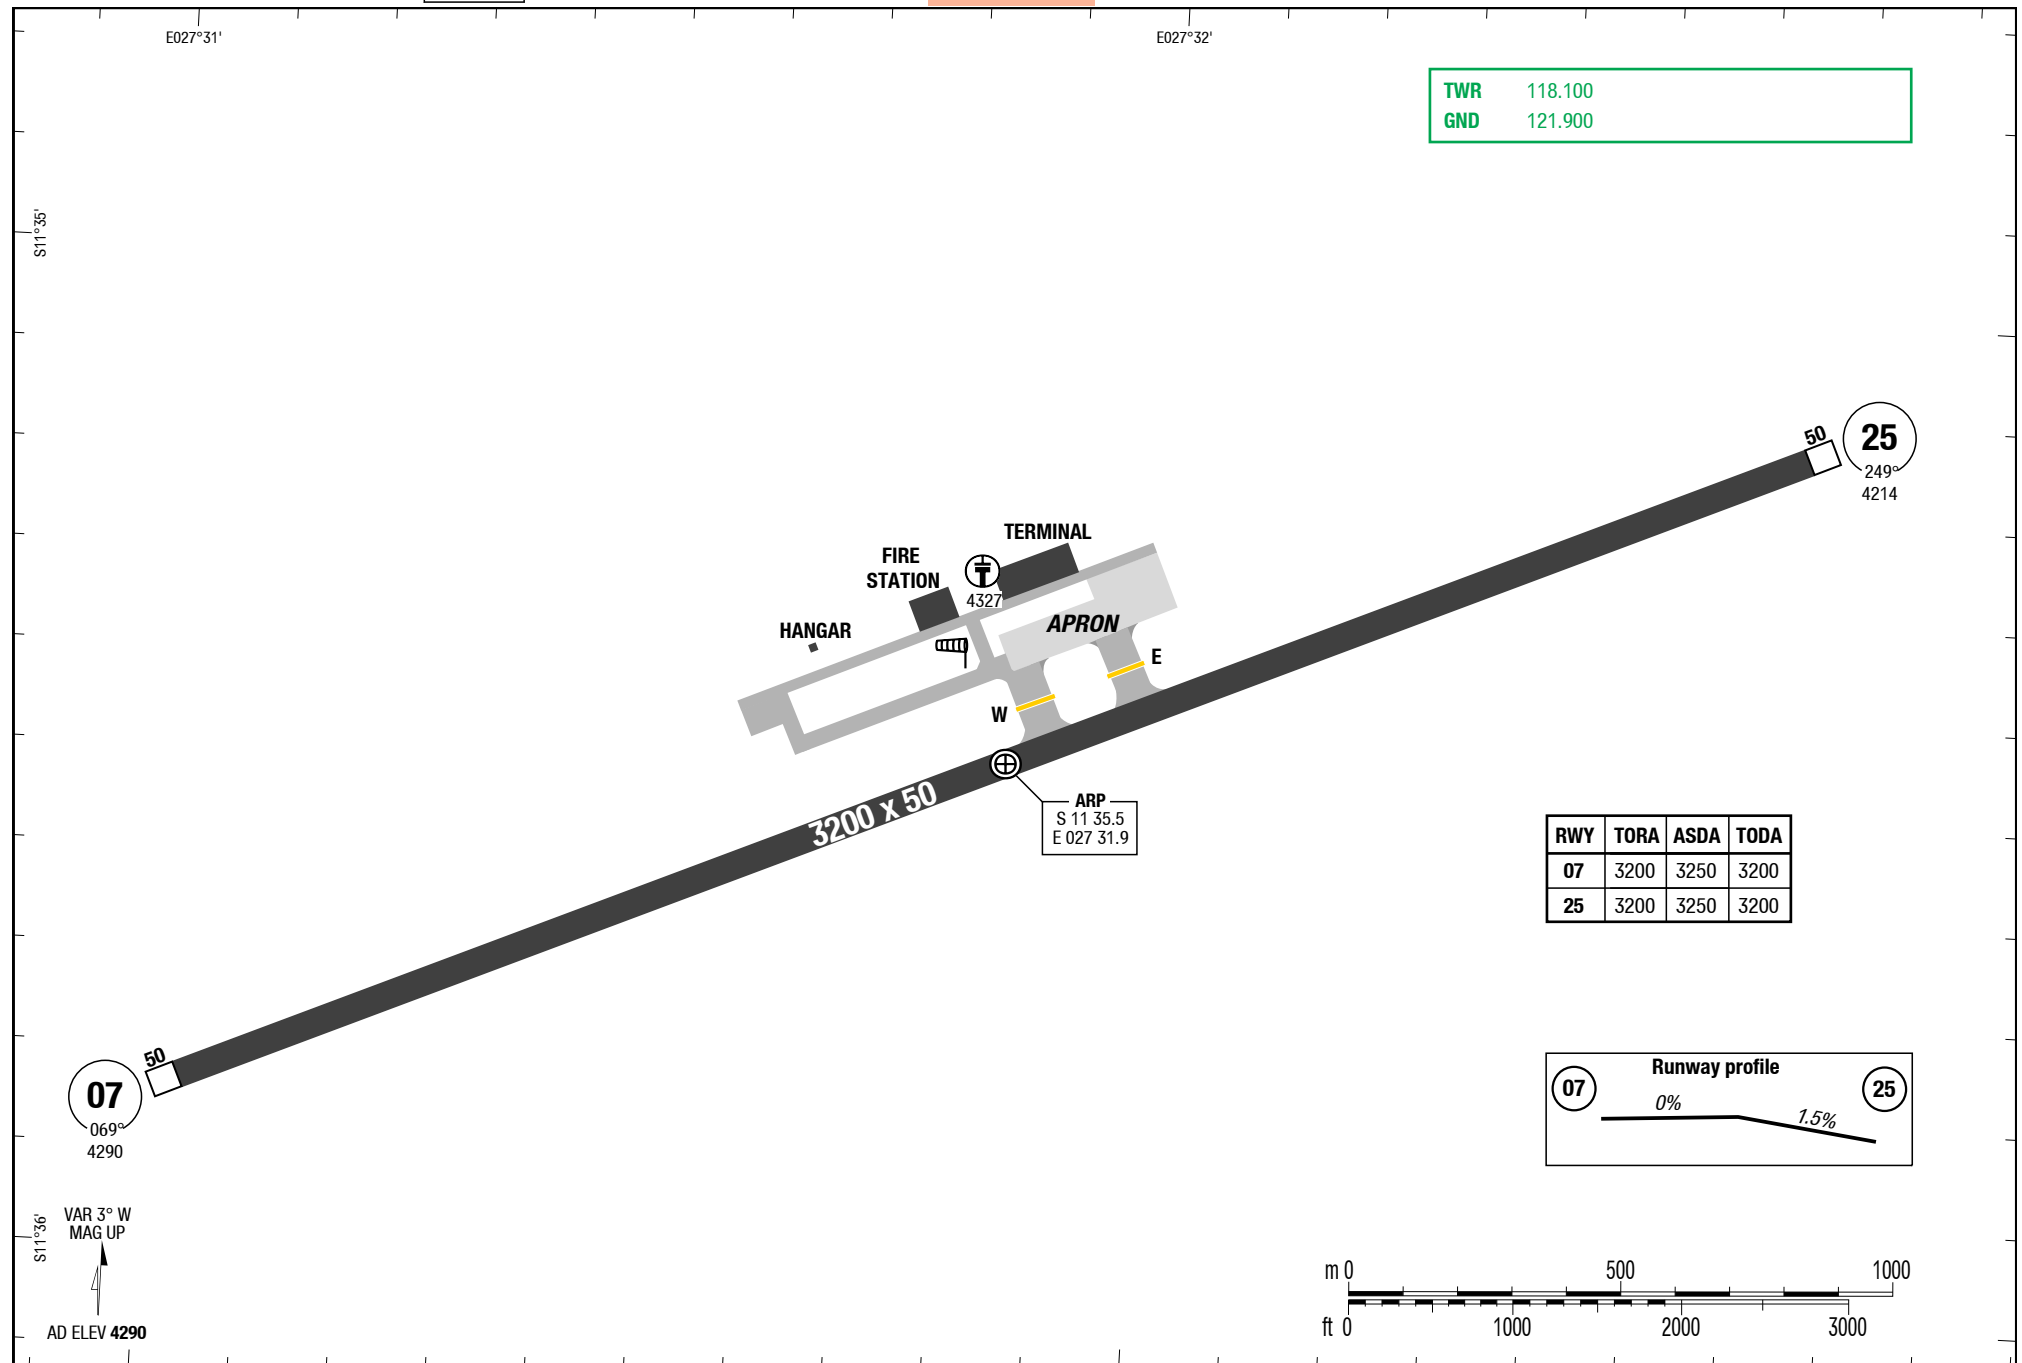 E027°31'
E027°32'
TWR 118.100
GND 121.900
S11°35'
50
25
249°
4214
TERMINAL
FIRE
STATION
4327
HANGAR
APRON
E
W
3200 x 50
ARP
S 11 35.5
E 027 31.9
RWY TORA ASDA TODA
07 3200 3250 3200
25 3200 3250 3200
50
07
069°
4290
Runway profile
07 0% 1.5% 25
S11°36'
VAR 3° W
MAG UP
AD ELEV 4290
m 0 500 1000
ft 0 1000 2000 3000